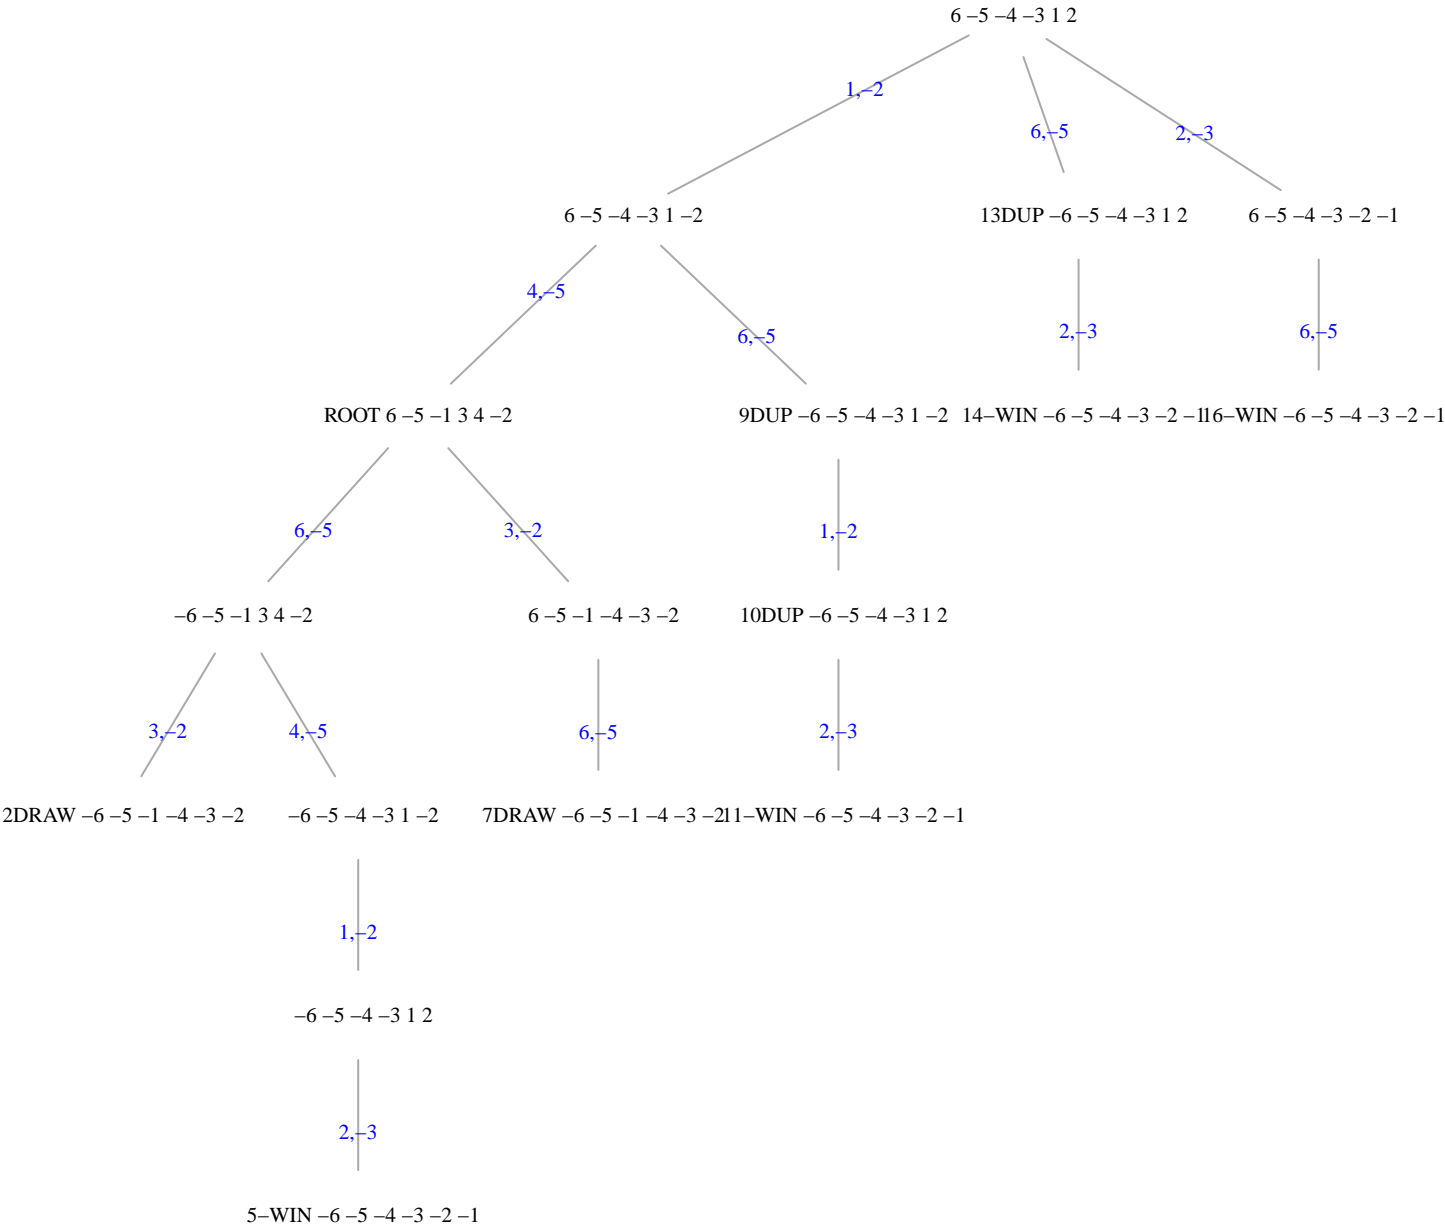 6 –5 –4 –3 1 2
1,–2
6,–5
2,–3
6 –5 –4 –3 1 –2
13DUP –6 –5 –4 –3 1 2
6 –5 –4 –3 –2 –1
4,–5
6,–5
2,–3
6,–5
ROOT 6 –5 –1 3 4 –2
9DUP –6 –5 –4 –3 1 –2
14–WIN –6 –5 –4 –3 –2 –1
16–WIN –6 –5 –4 –3 –2 –1
6,–5
3,–2
1,–2
–6 –5 –1 3 4 –2
6 –5 –1 –4 –3 –2
10DUP –6 –5 –4 –3 1 2
3,–2
4,–5
6,–5
2,–3
2DRAW –6 –5 –1 –4 –3 –2
–6 –5 –4 –3 1 –2
7DRAW –6 –5 –1 –4 –3 –2
11–WIN –6 –5 –4 –3 –2 –1
1,–2
–6 –5 –4 –3 1 2
2,–3
5–WIN –6 –5 –4 –3 –2 –1